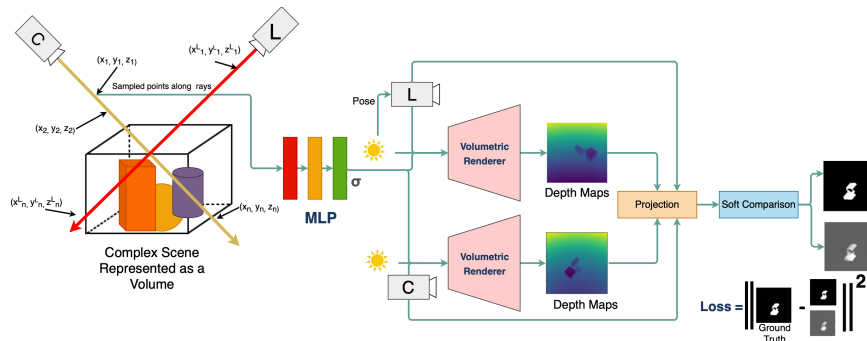 C
L
(x1, y1, z1)
(xL1, yL1, zL1)
Sampled points along rays
(x2, y2, z2)
(xLn, yLn, zLn)
(xn, yn, zn)
Complex Scene
Represented as a
Volume
MLP
σ
Pose
L
Volumetric
Renderer
Depth Maps
C
Volumetric
Renderer
Depth Maps
Projection
Soft Comparison
Loss = || - ||2
Ground
Truth